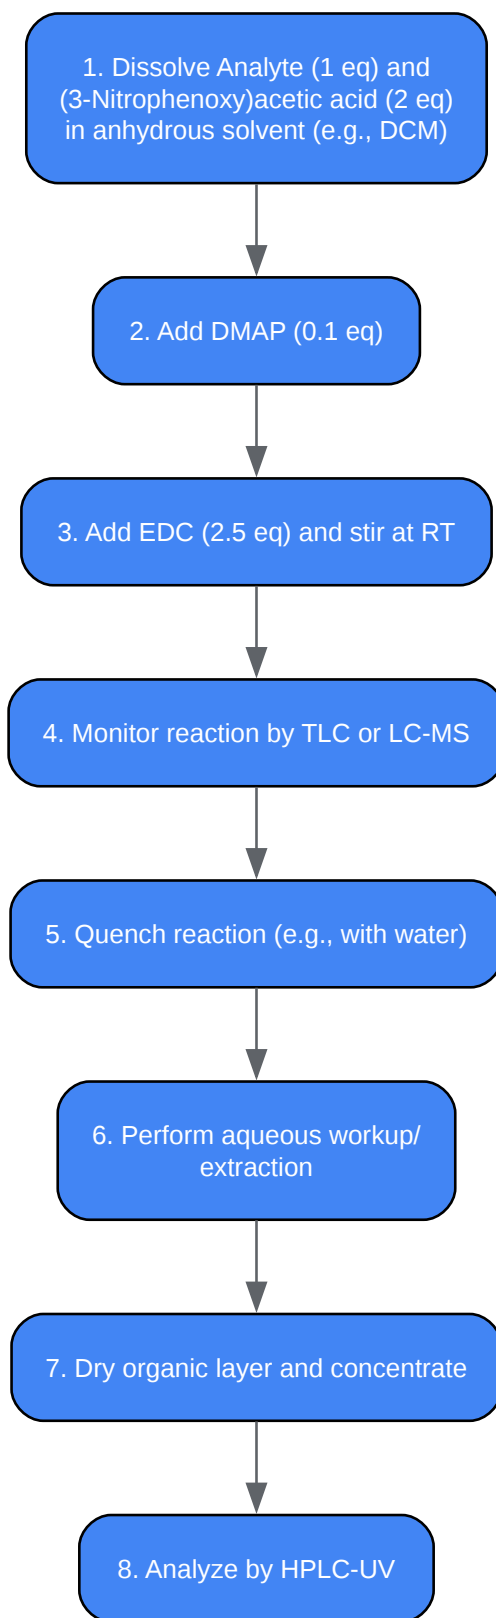 1. Dissolve Analyte (1 eq) and
(3-Nitrophenoxy)acetic acid (2 eq)
in anhydrous solvent (e.g., DCM)
2. Add DMAP (0.1 eq)
3. Add EDC (2.5 eq) and stir at RT
4. Monitor reaction by TLC or LC-MS
5. Quench reaction (e.g., with water)
6. Perform aqueous workup/
extraction
7. Dry organic layer and concentrate
8. Analyze by HPLC-UV